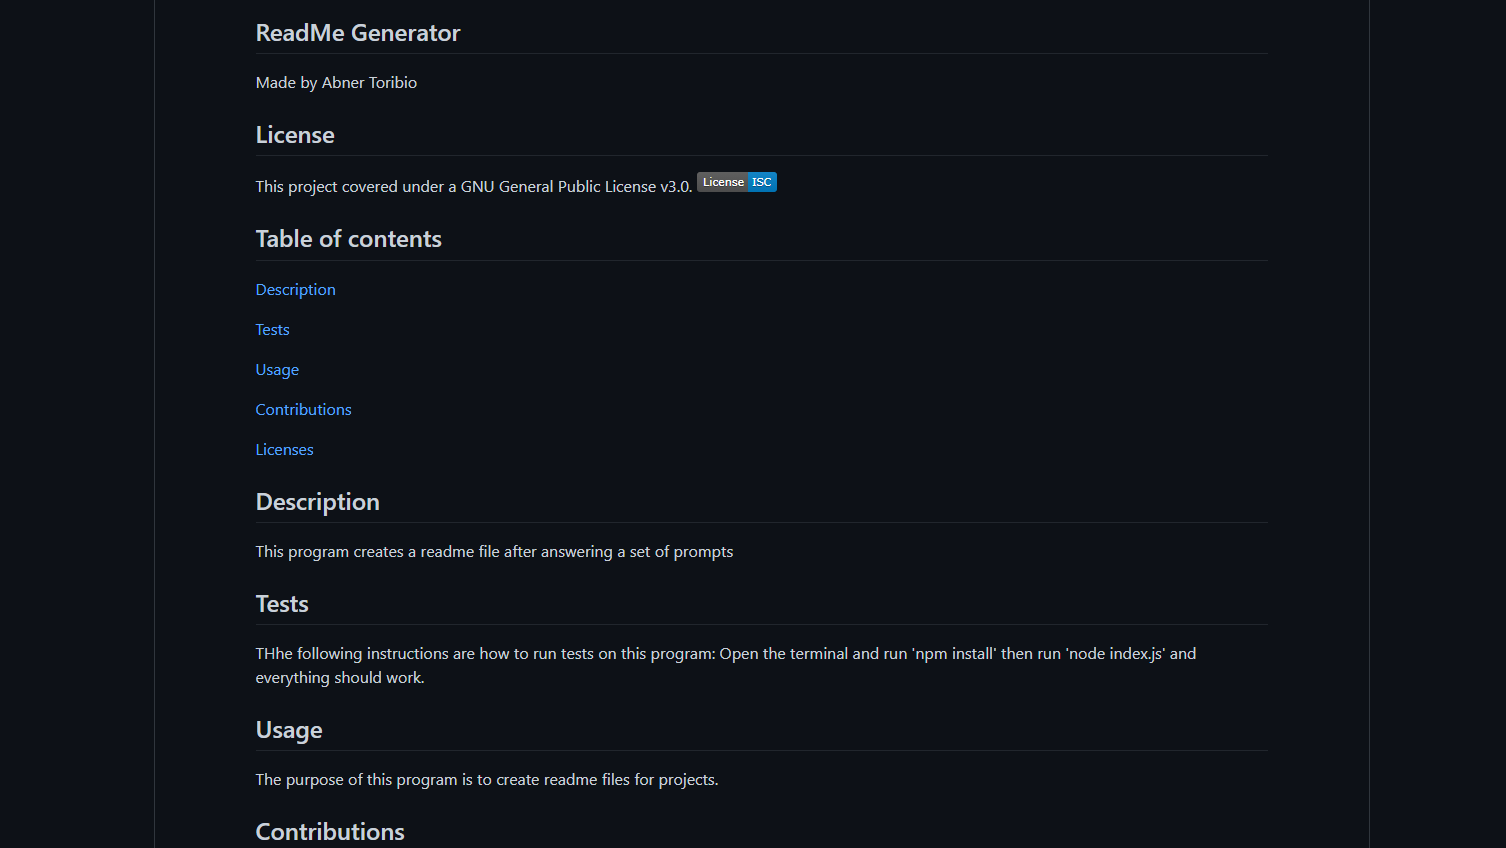 ReadMe Generator
Made by Abner Toribio
License
This project covered under a GNU General Public License v3.0. License ISC
Table of contents
Description
Tests
Usage
Contributions
Licenses
Description
This program creates a readme file after answering a set of prompts
Tests
THhe following instructions are how to run tests on this program: Open the terminal and run 'npm install' then run 'node index.js' and
everything should work.
Usage
The purpose of this program is to create readme files for projects.
Contributions